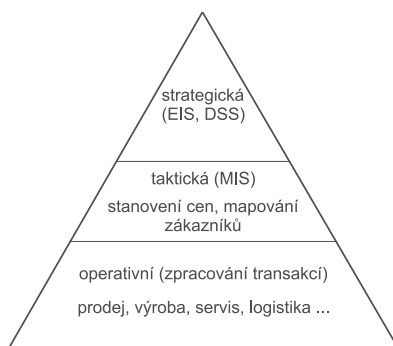 strategická
(EIS, DSS)
taktická (MIS)
stanovení cen, mapování
zákazníků
operativní (zpracování transakcí)
prodej, výroba, servis, logistika ...